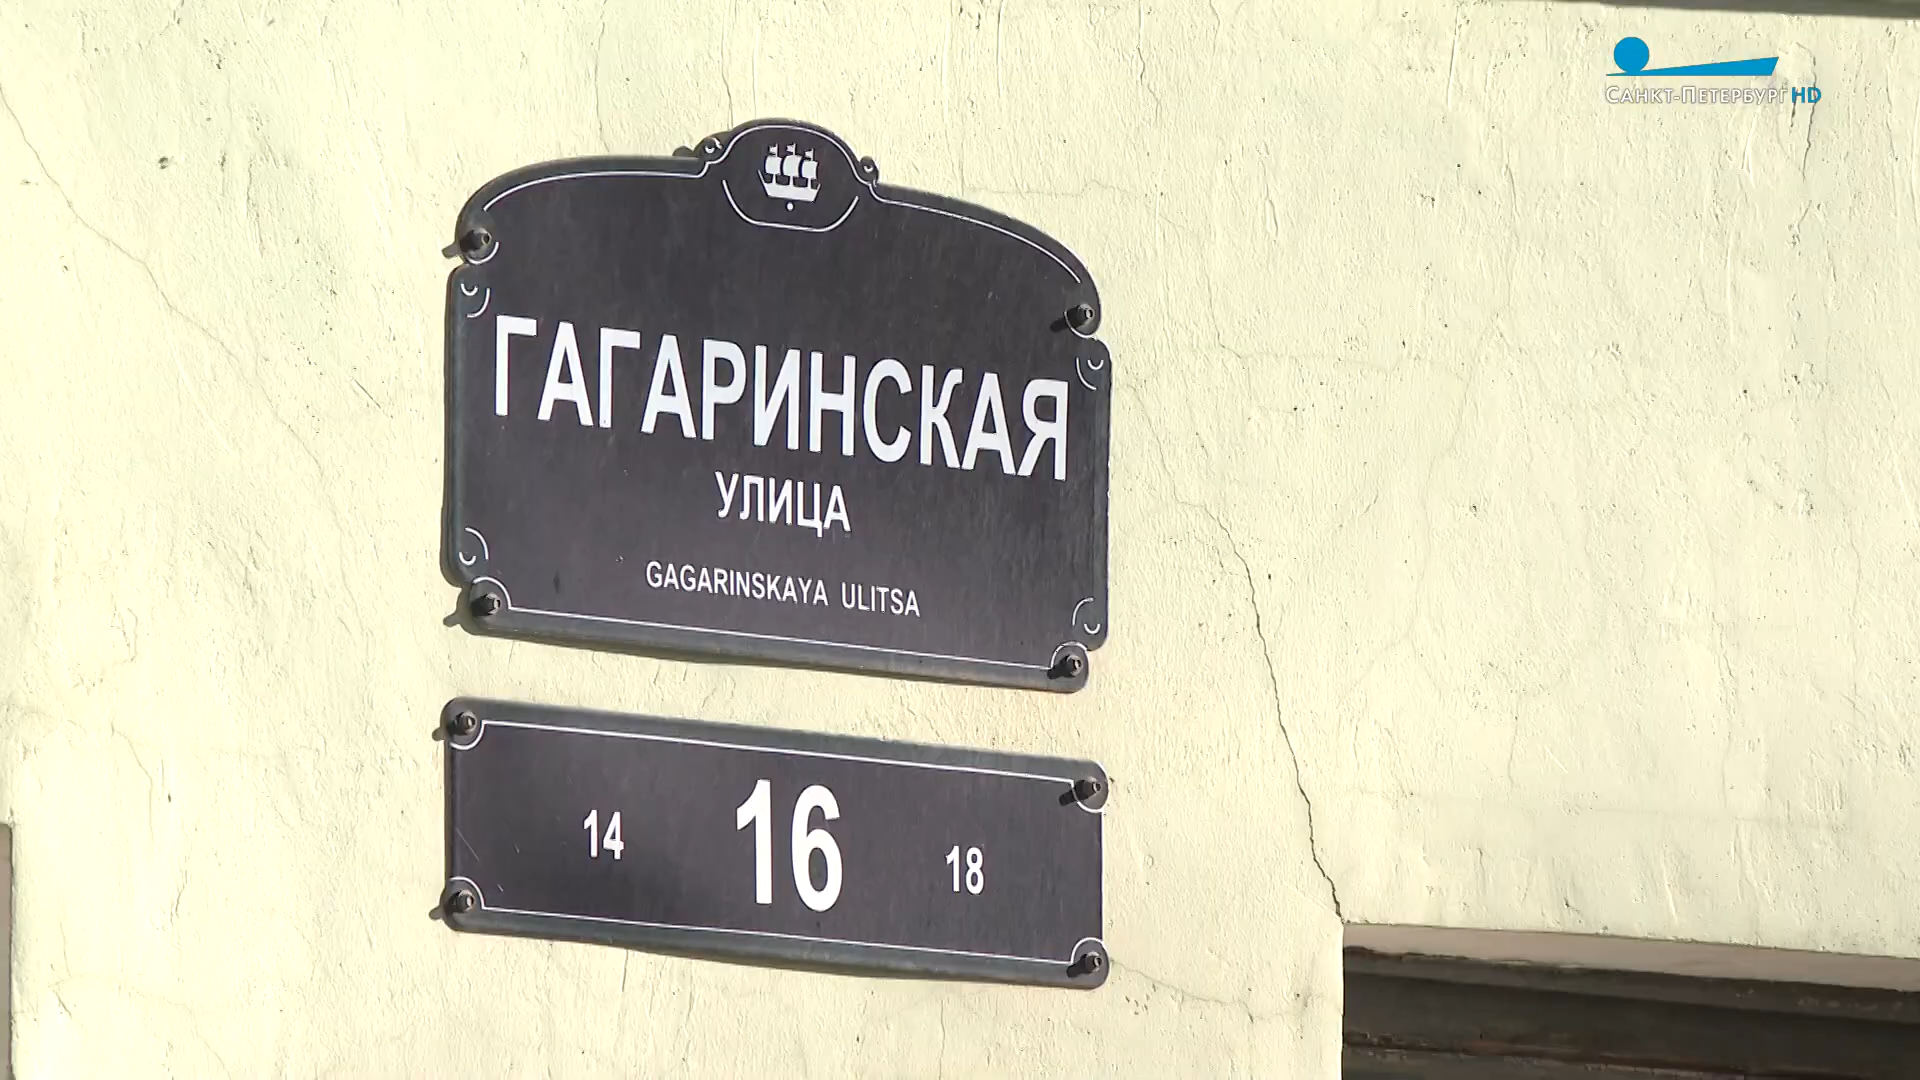 САНКТ-ПЕТЕРБУРГ HD
ГАГАРИНСКАЯ
УЛИЦА
GAGARINSKAYA ULITSA
14 16 18